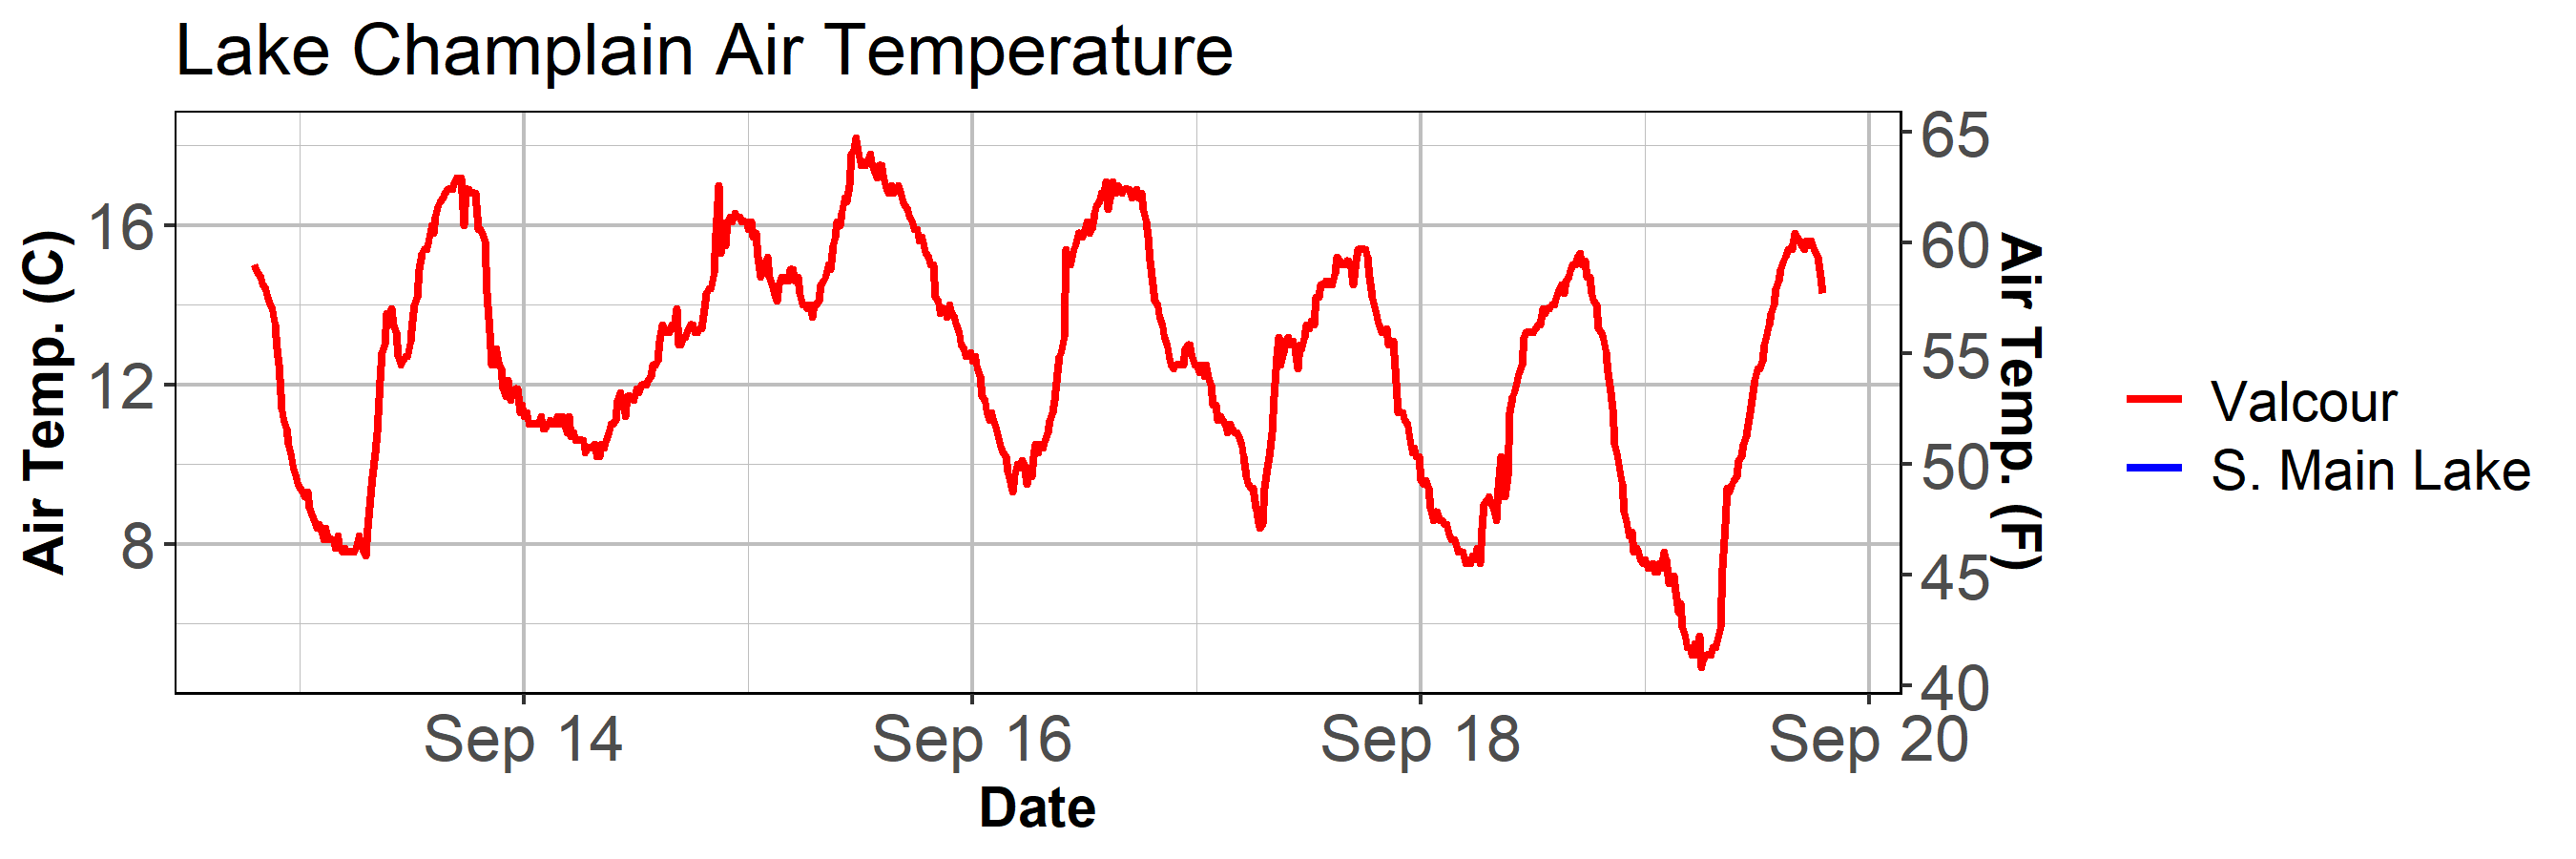 Lake Champlain Air Temperature
Air Temp. (C)
16
12
8
65
60
55
50
45
40
Air Temp. (F)
Sep 14
Sep 16
Sep 18
Sep 20
Date
Valcour
S. Main Lake